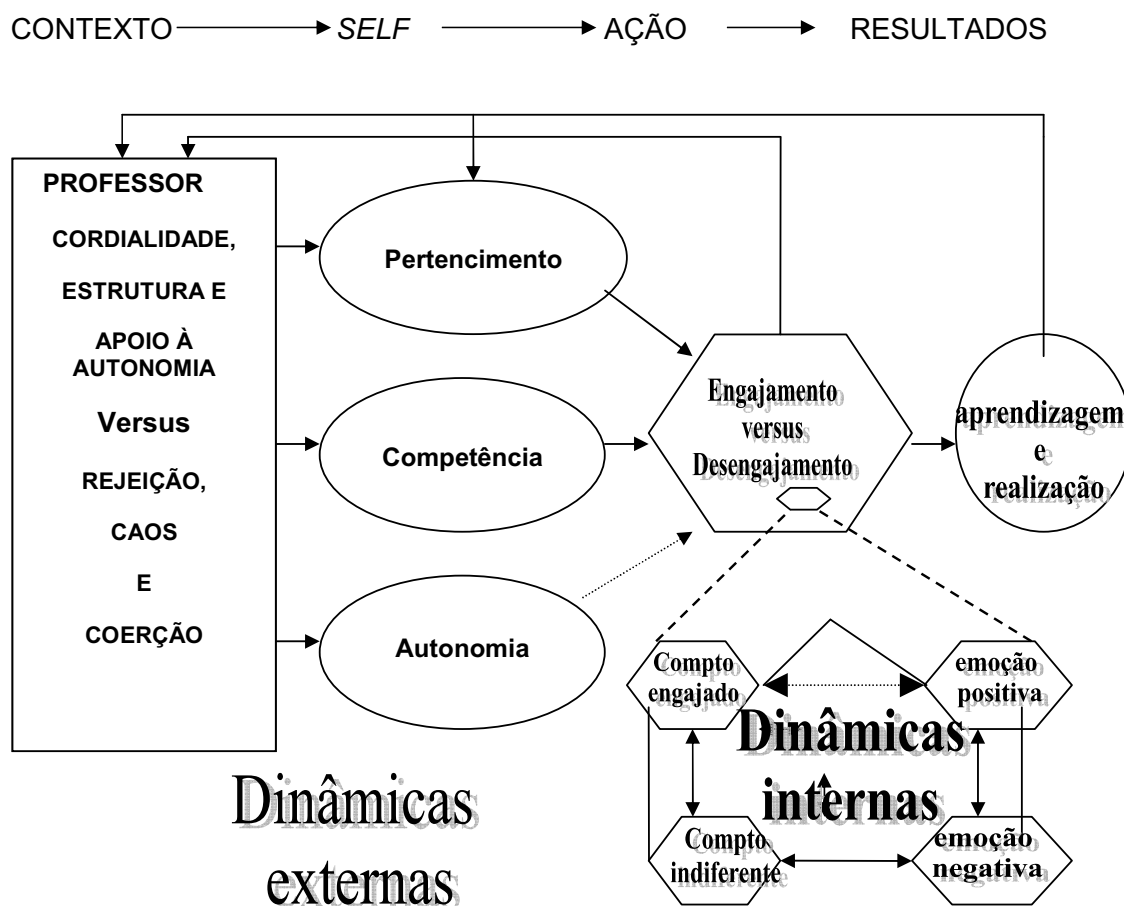 CONTEXTO SELF AÇÃO RESULTADOS
PROFESSOR
CORDIALIDADE,
ESTRUTURA E
APOIO À
AUTONOMIA
Versus
REJEIÇÃO,
CAOS
E
COERÇÃO
Pertencimento
Competência
Autonomia
Engajamento
versus
Desengajamento
aprendizagem
e
realização
Compto
engajado
emoção
positiva
Dinâmicas
internas
Compto
indiferente
emoção
negativa
Dinâmicas
externas